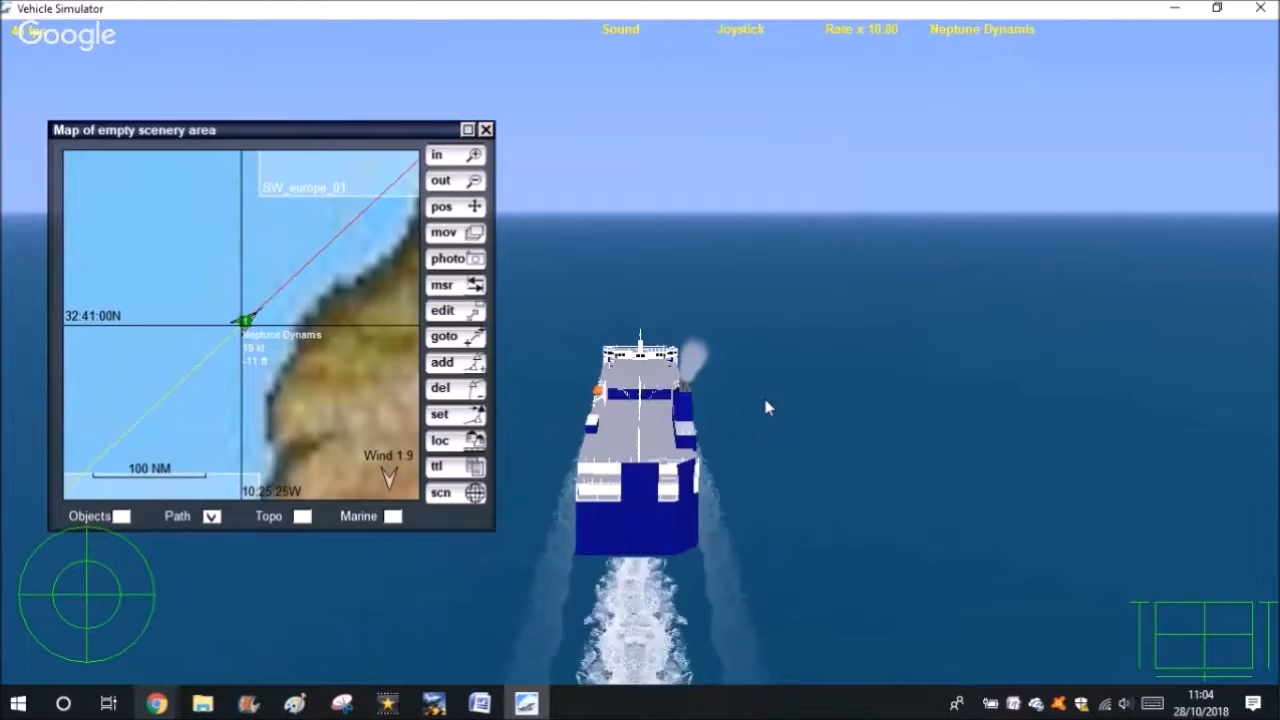 Vehicle Simulator
Google
Sound Joystick Rate x 10.00 Neptune Dynamis
Map of empty scenery area
in
out
pos
mov
photo
msr
edit
goto
add
del
set
loc
ttl
scn
SW_europe_01
32:41:00N
Neptune Dynamis
19 kt
-11 ft
Wind 1.9
100 NM
10:25:25W
Objects Path Topo Marine
11:04
28/10/2018